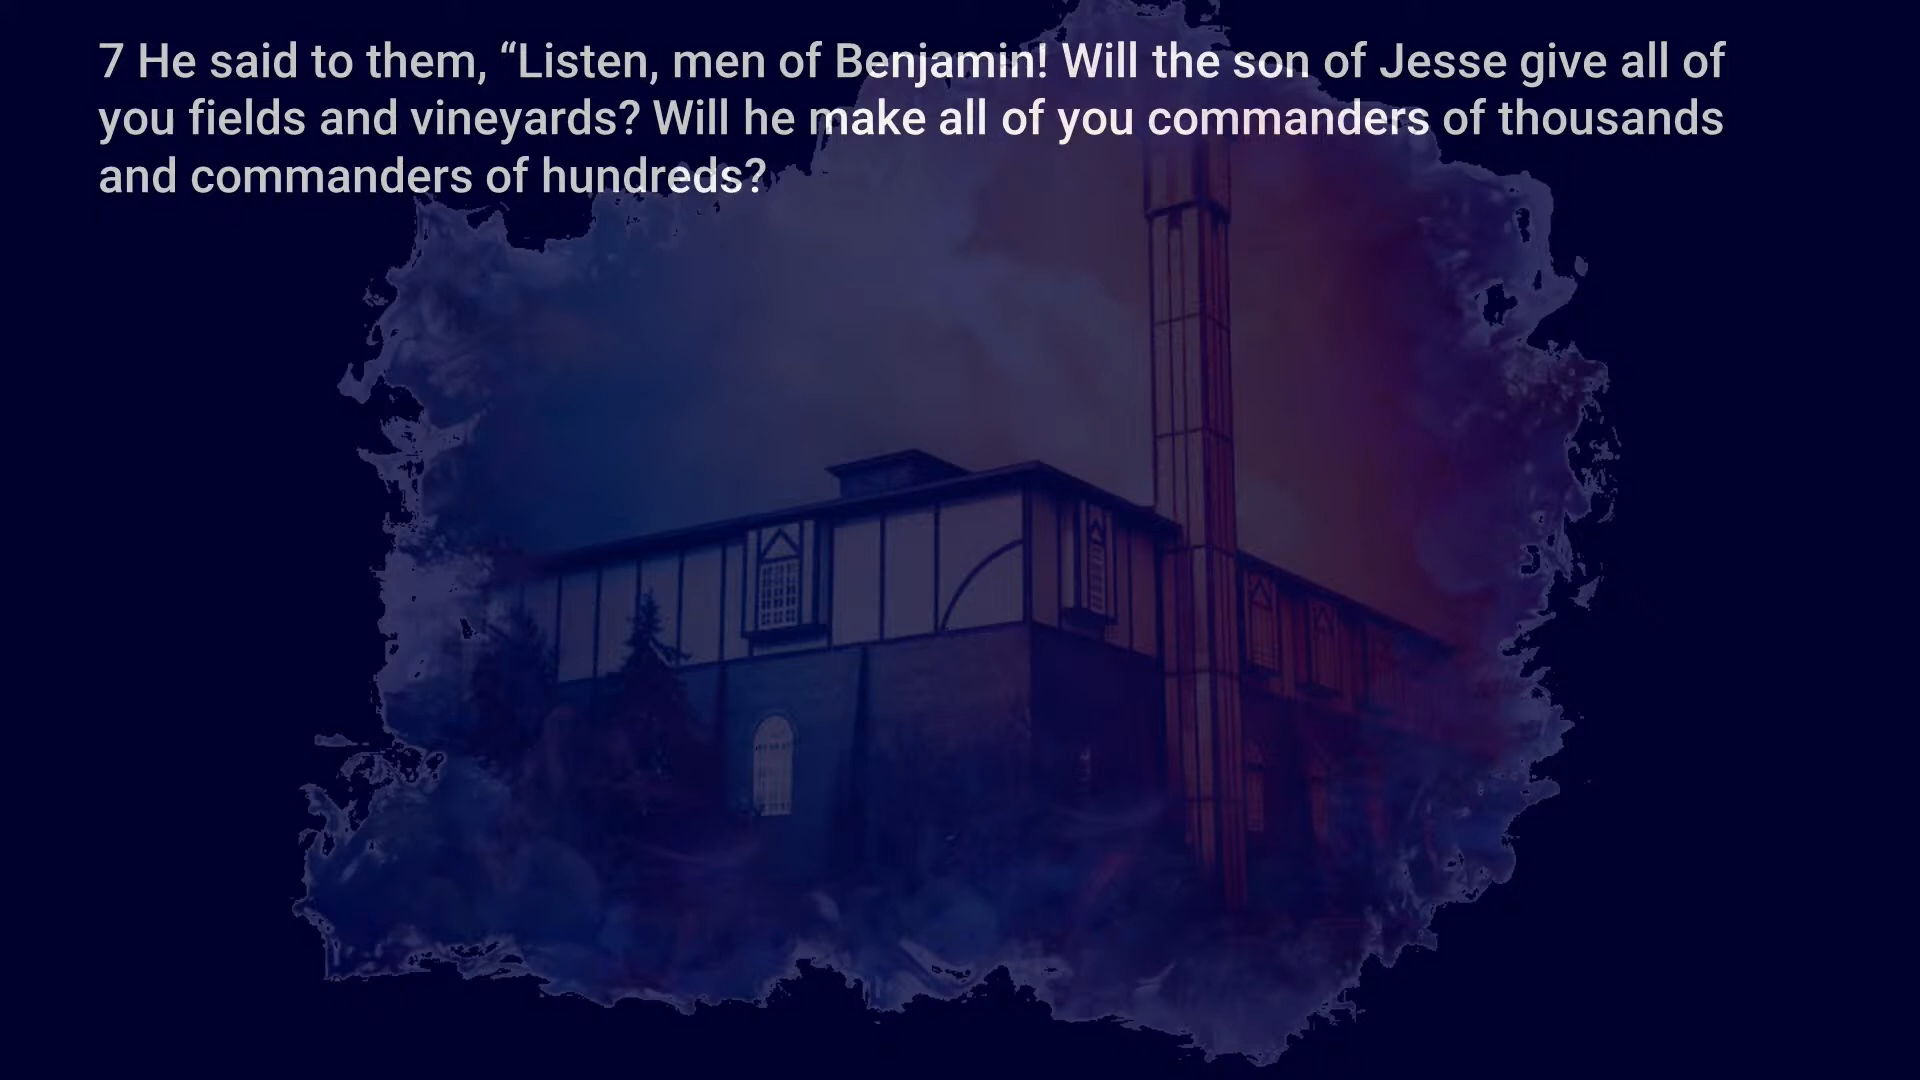 7 He said to them, “Listen, men of Benjamin! Will the son of Jesse give all of
you fields and vineyards? Will he make all of you commanders of thousands
and commanders of hundreds?